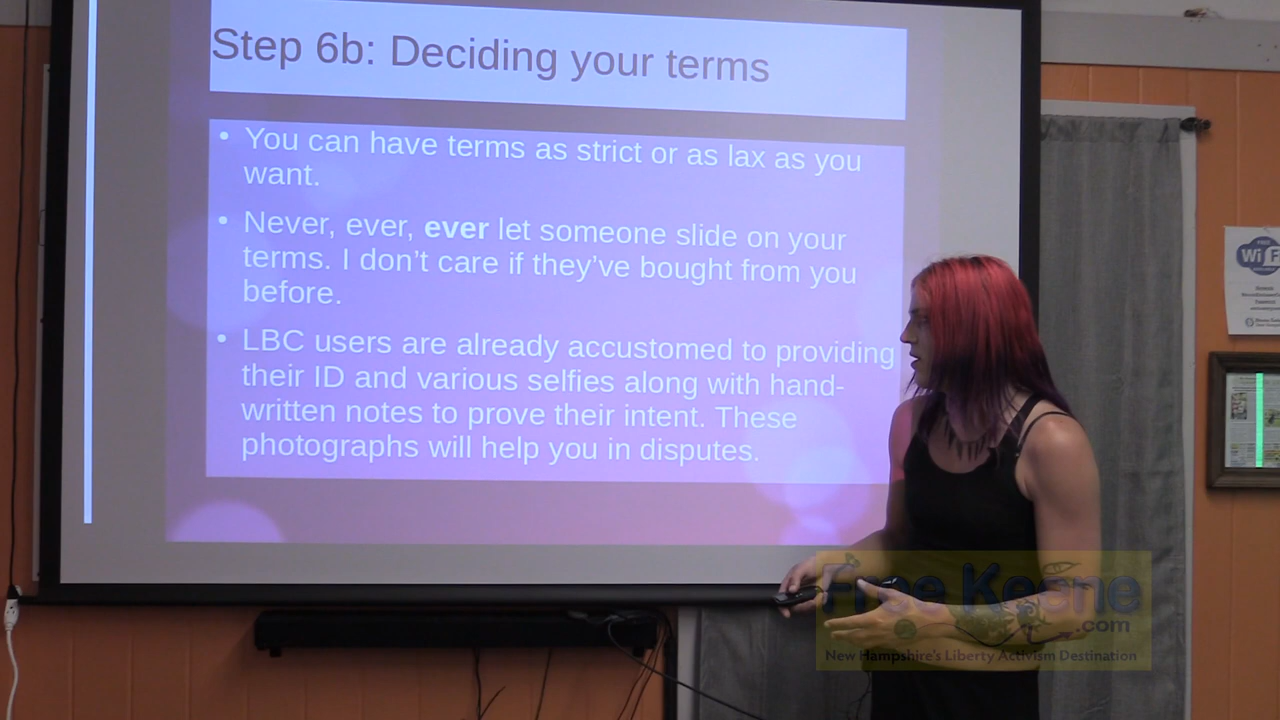 Step 6b: Deciding your terms
• You can have terms as strict or as lax as you
want.
• Never, ever, ever let someone slide on your
terms. I don't care if they've bought from you
before.
• LBC users are already accustomed to providing
their ID and various selfies along with hand-
written notes to prove their intent. These
photographs will help you in disputes.
FREE
Free Keene
.com
New Hampshire's Liberty Activism Destination